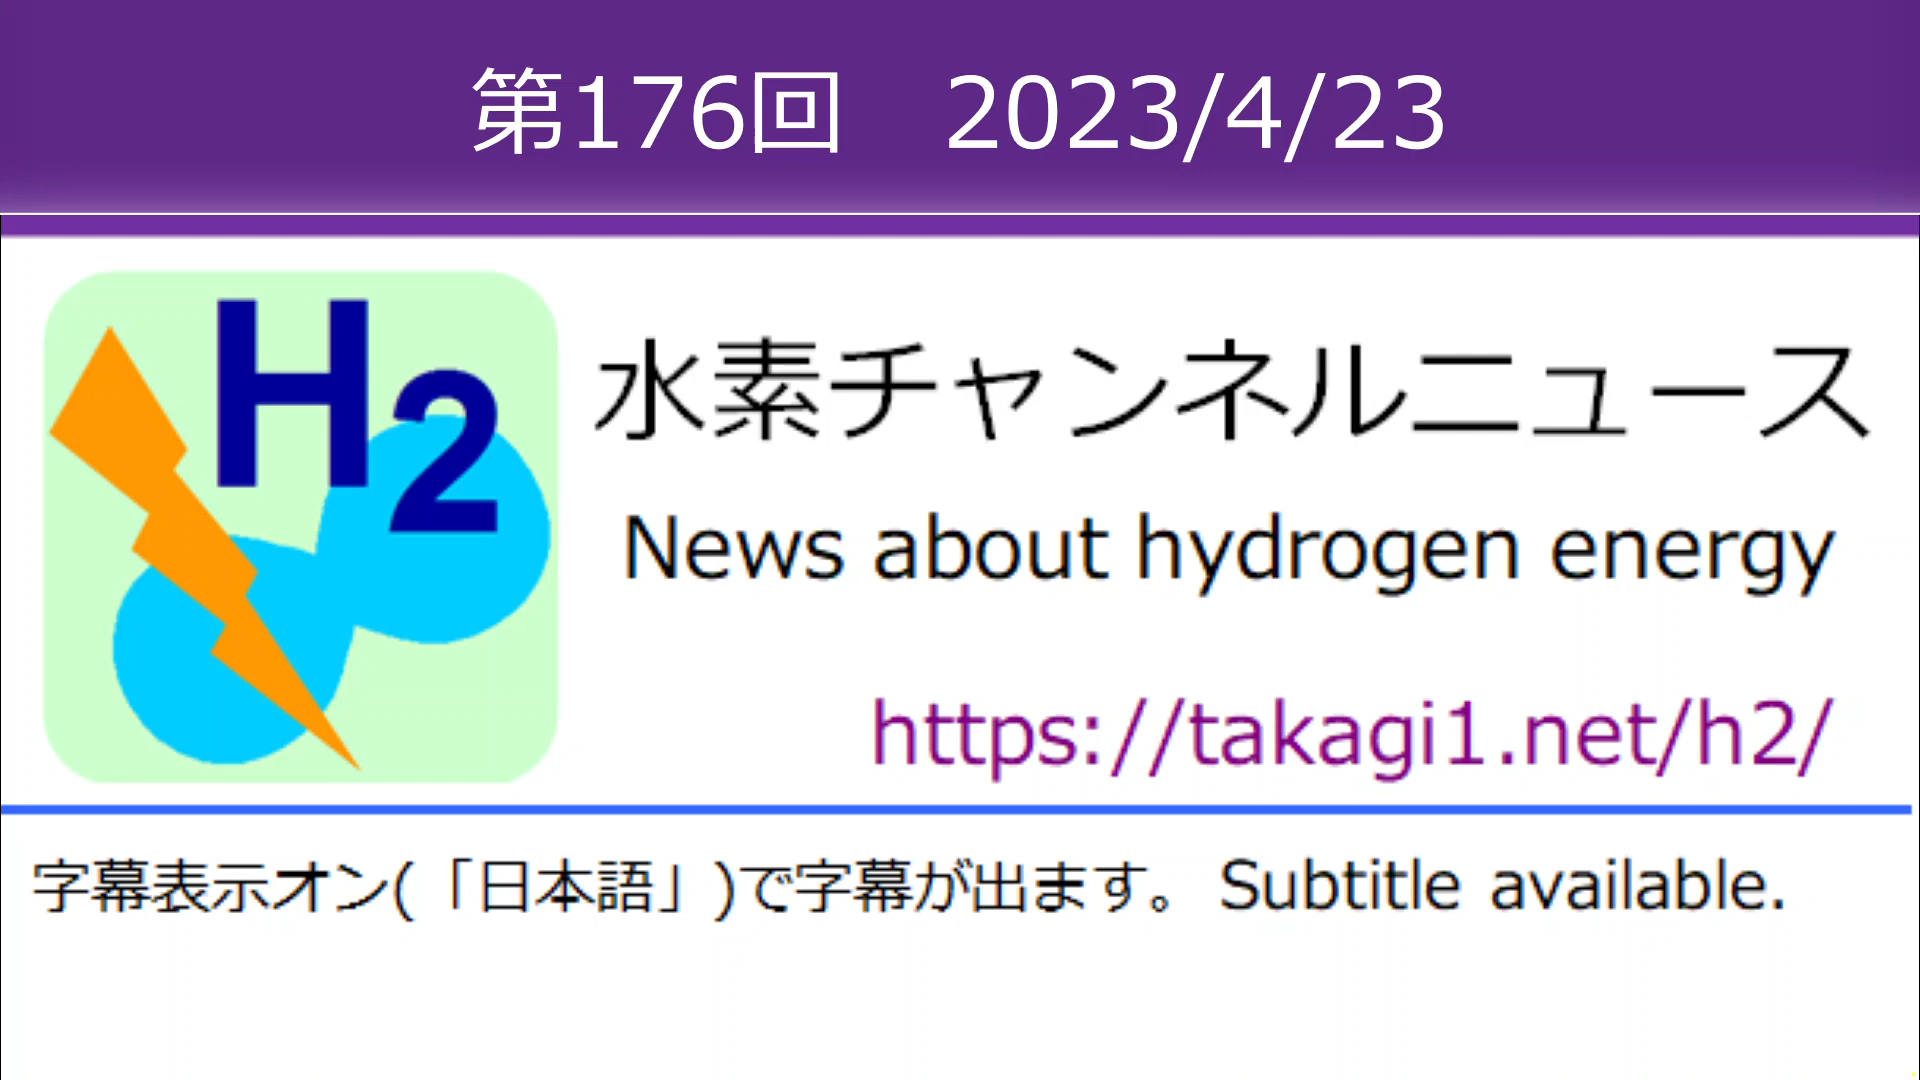 第176回　2023/4/23
H2
水素チャンネルニュース
News about hydrogen energy
https://takagi1.net/h2/
字幕表示オン(「日本語」)で字幕が出ます。 Subtitle available.